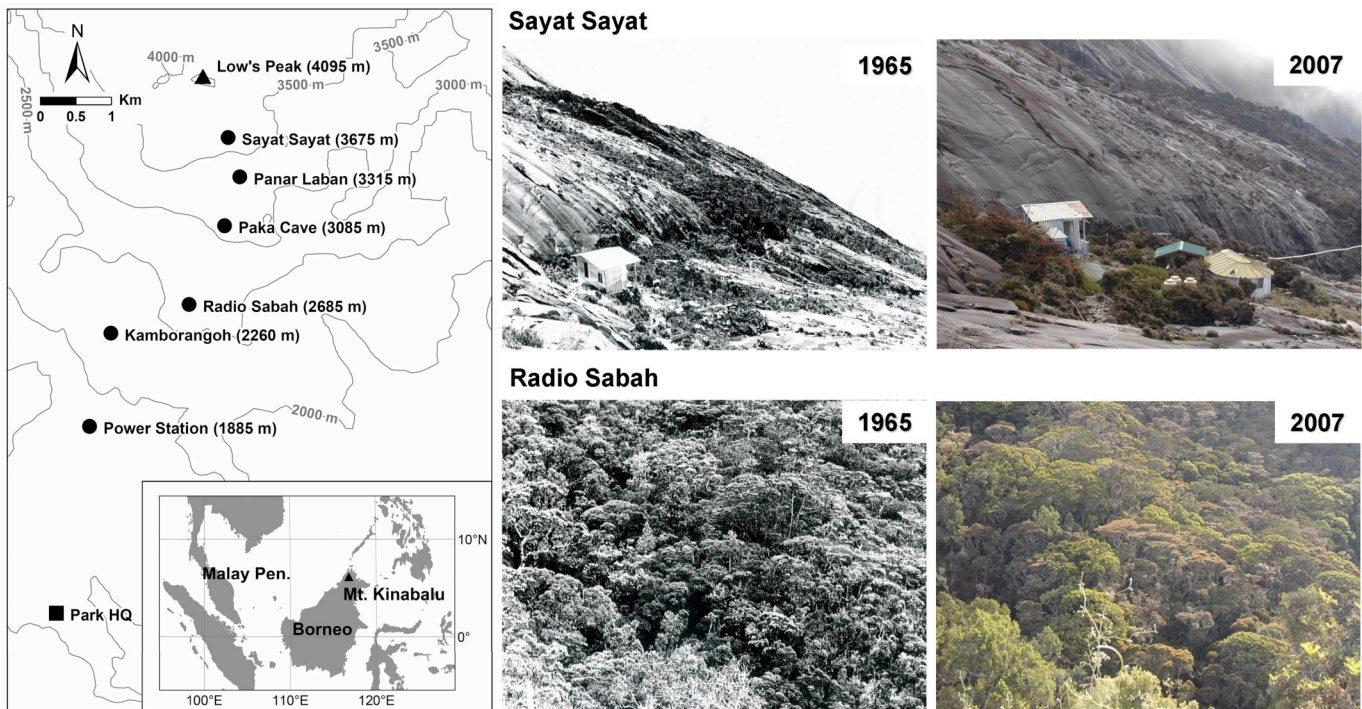 N
Km
0 0.5 1
2500 m
4000 m
3500 m
Low's Peak (4095 m)
3500 m
3000 m
Sayat Sayat (3675 m)
Panar Laban (3315 m)
Paka Cave (3085 m)
Radio Sabah (2685 m)
Kamborangoh (2260 m)
2000 m
Power Station (1885 m)
Park HQ
10°N
Malay Pen.
Mt. Kinabalu
Borneo
0°
100°E 110°E 120°E
Sayat Sayat
1965
2007
Radio Sabah
1965
2007